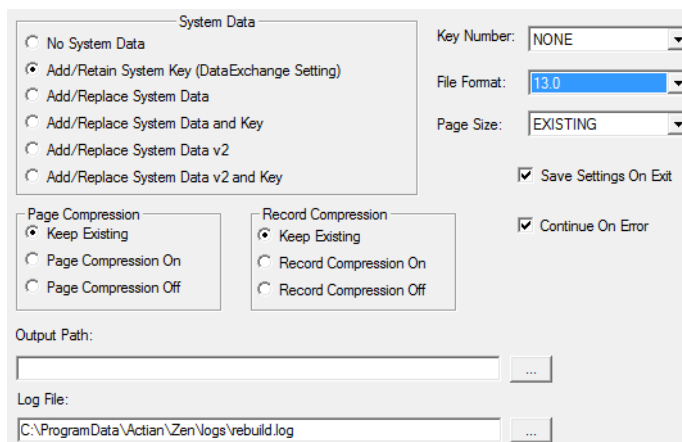 System Data
No System Data
Add/Retain System Key (DataExchange Setting)
Add/Replace System Data
Add/Replace System Data and Key
Add/Replace System Data v2
Add/Replace System Data v2 and Key
Key Number: NONE
File Format: 13.0
Page Size: EXISTING
Save Settings On Exit
Continue On Error
Page Compression
Keep Existing
Page Compression On
Page Compression Off
Record Compression
Keep Existing
Record Compression On
Record Compression Off
Output Path:
...
Log File:
C:\ProgramData\Actian\Zen\logs\rebuild.log
...